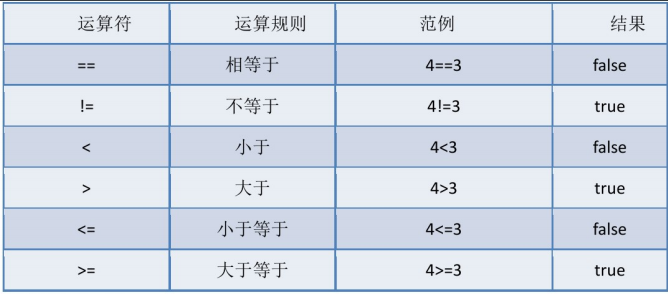 运算符 运算规则 范例 结果
== 相等于 4==3 false
!= 不等于 4!=3 true
< 小于 4<3 false
> 大于 4>3 true
<= 小于等于 4<=3 false
>= 大于等于 4>=3 true